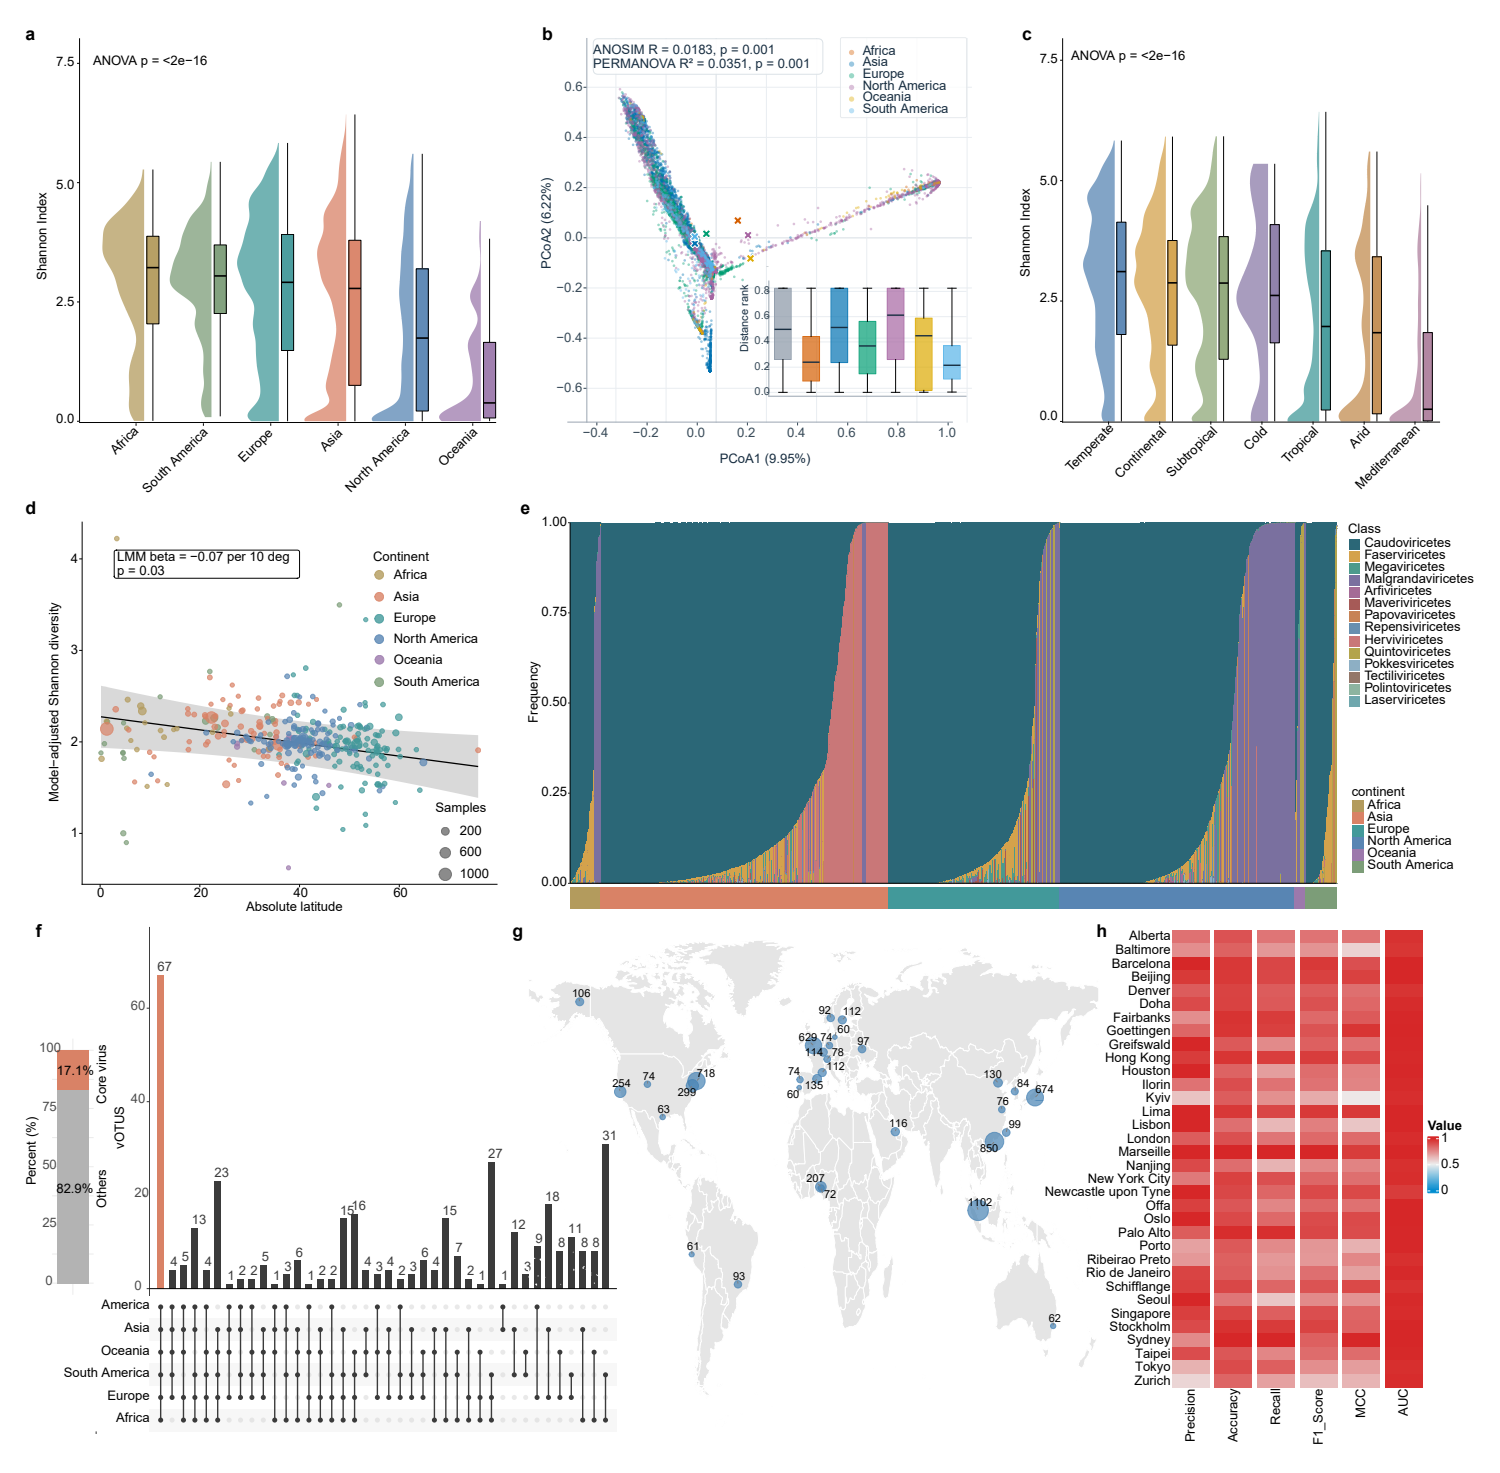 a
ANOVA p = <2e−16
7.5
5.0
2.5
0.0
Shannon Index
Africa
South America
Europe
Asia
North America
Oceania
b
ANOSIM R = 0.0183, p = 0.001
PERMANOVA R² = 0.0351, p = 0.001
Africa
Asia
Europe
North America
Oceania
South America
0.6
0.4
0.2
0.0
−0.2
−0.4
−0.6
PCoA2 (6.22%)
−0.4
−0.2
0.0
0.2
0.4
0.6
0.8
1.0
PCoA1 (9.95%)
Distance rank
0.8
0.6
0.4
0.2
0.0
c
ANOVA p = <2e−16
7.5
5.0
2.5
0.0
Shannon Index
Temperate
Continental
Subtropical
Cold
Tropical
Arid
Mediterranean
d
LMM beta = −0.07 per 10 deg
p = 0.03
4
3
2
1
Model−adjusted Shannon diversity
0
20
40
60
Absolute latitude
Continent
Africa
Asia
Europe
North America
Oceania
South America
Samples
200
600
1000
e
1.00
0.75
0.50
0.25
0.00
Frequency
Class
Caudoviricetes
Faserviricetes
Megaviricetes
Malgrandaviricetes
Arfiviricetes
Maveriviricetes
Papovaviricetes
Repensiviricetes
Herviviricetes
Quintoviricetes
Pokkesviricetes
Tectiliviricetes
Polintoviricetes
Laserviricetes
continent
Africa
Asia
Europe
North America
Oceania
South America
f
100
75
50
25
0
Percent (%)
17.1%
82.9%
Core virus
Others
vOTUS
60
40
20
0
67
4
5
13
4
23
1
2
2
5
1
3
6
1
2
2
15
16
4
3
4
2
3
6
4
15
7
2
1
27
1
12
3
9
18
8
11
8
8
31
America
Asia
Oceania
South America
Europe
Africa
g
106
254
74
718
299
63
61
93
92
112
60
629
74
114
78
97
112
74
135
60
116
207
72
130
84
674
76
99
850
1102
62
h
Alberta
Baltimore
Barcelona
Beijing
Denver
Doha
Fairbanks
Goettingen
Greifswald
Hong Kong
Houston
Ilorin
Kyiv
Lima
Lisbon
London
Marseille
Nanjing
New York City
Newcastle upon Tyne
Offa
Oslo
Palo Alto
Porto
Ribeirao Preto
Rio de Janeiro
Schifflange
Seoul
Singapore
Stockholm
Sydney
Taipei
Tokyo
Zurich
Precision
Accuracy
Recall
F1_Score
MCC
AUC
Value
1
0.5
0